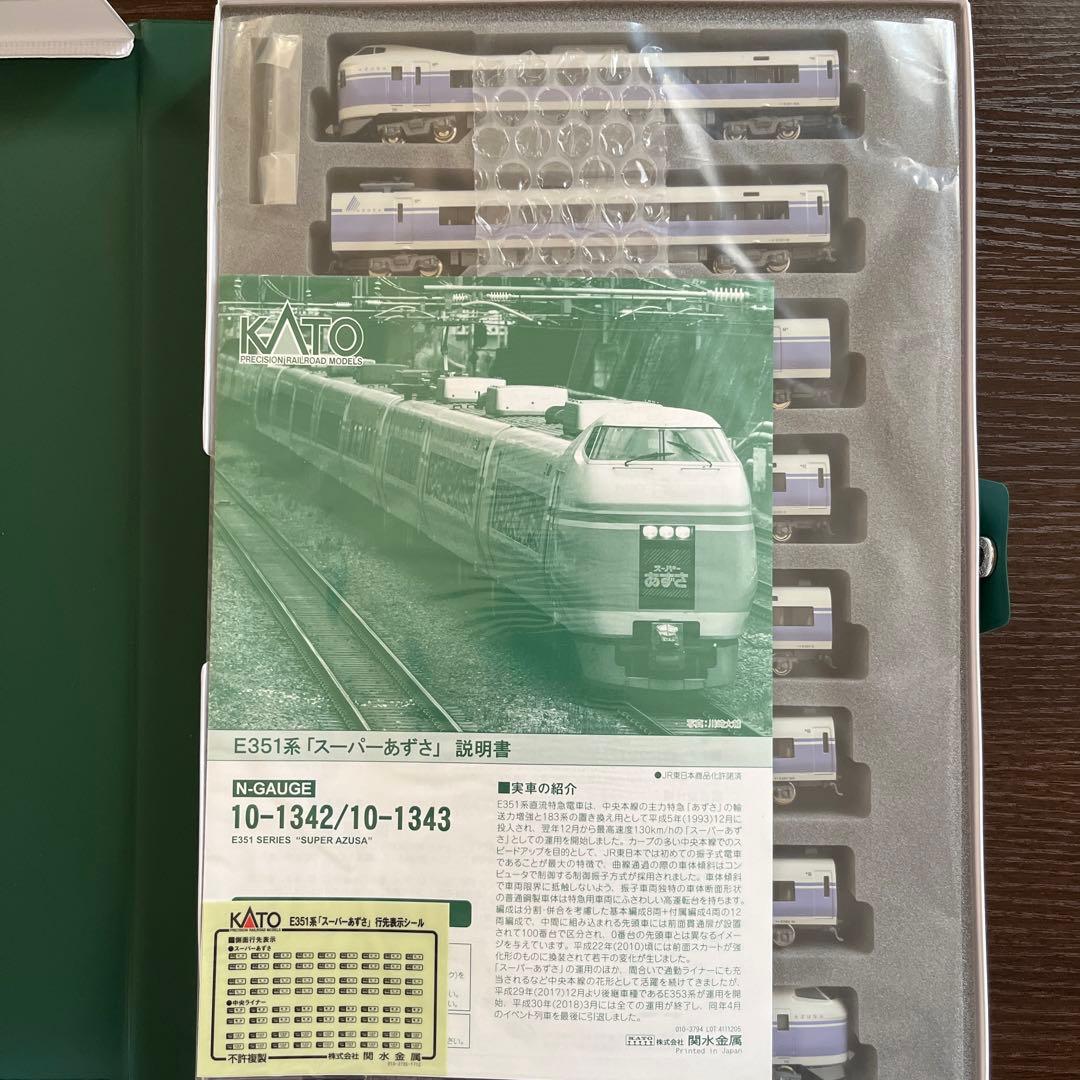 KATO
PRECISION RAILROAD MODELS
スーパー
あずさ
写真：川崎大輔
E351系「スーパーあずさ」 説明書
●JR東日本商品化許諾済
N-GAUGE
10-1342/10-1343
E351 SERIES "SUPER AZUSA"
■実車の紹介
E351系直流特急電車は、中央本線の主力特急「あずさ」の輸
送力増強と183系の置き換え用として平成5年(1993)12月に
投入され、翌年12月から最高速度130km/hの「スーパーあず
さ」としての運用を開始しました。カーブの多い中央本線でのス
ピードアップを目的として、JR東日本では初めての振子式電車
であることが最大の特徴で、曲線通過の際の車体傾斜はコン
ピュータで制御する制御振子方式が採用されました。車体傾斜
で車両限界に抵触しないよう、振子車両独特の車体断面形状
の普通鋼製車体は特急用車両にふさわしい高運転台を持ちます。
編成は分割・併合を考慮した基本編成8両+付属編成4両の12
両編成で、中間に組み込まれる先頭車には前面貫通扉が設置
されて100番台で区分され、0番台の先頭車とは異なるイメー
ジを与えています。平成22年(2010)頃には前面スカートが強
化形のものに換装されて若干の変化が生じました。
「スーパーあずさ」の運用のほか、間合いで通勤ライナーにも充
当されるなど中央本線の花形として活躍を続けてきましたが、
平成29年(2017)12月より後継車種であるE353系が運用を開
始、平成30年(2018)3月には全ての運用が終了し、同年4月
のイベント列車を最後に引退しました。
010-3794 LOT 4111205
KATO 株式会社 関水金属
Printed in Japan
KATO
PRECISION RAILROAD MODELS
E351系「スーパーあずさ」行先表示シール
■側面行先表示
●スーパーあずさ
●中央ライナー
不許複製
株式会社 関水金属